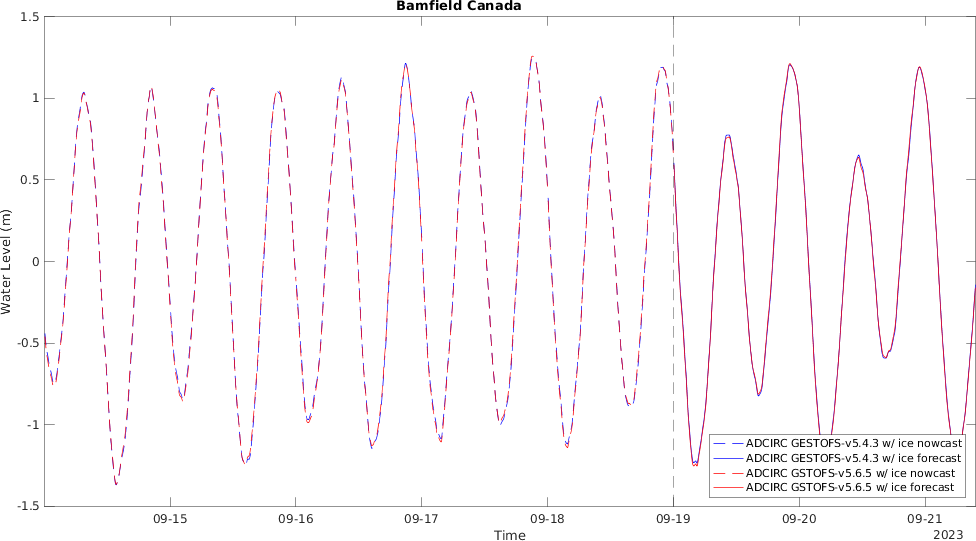 Bamfield Canada
1.5
1
0.5
0
-0.5
-1
-1.5
Water Level (m)
09-15
09-16
09-17
09-18
09-19
09-20
09-21
Time
2023
ADCIRC GESTOFS-v5.4.3 w/ ice nowcast
ADCIRC GESTOFS-v5.4.3 w/ ice forecast
ADCIRC GSTOFS-v5.6.5 w/ ice nowcast
ADCIRC GSTOFS-v5.6.5 w/ ice forecast